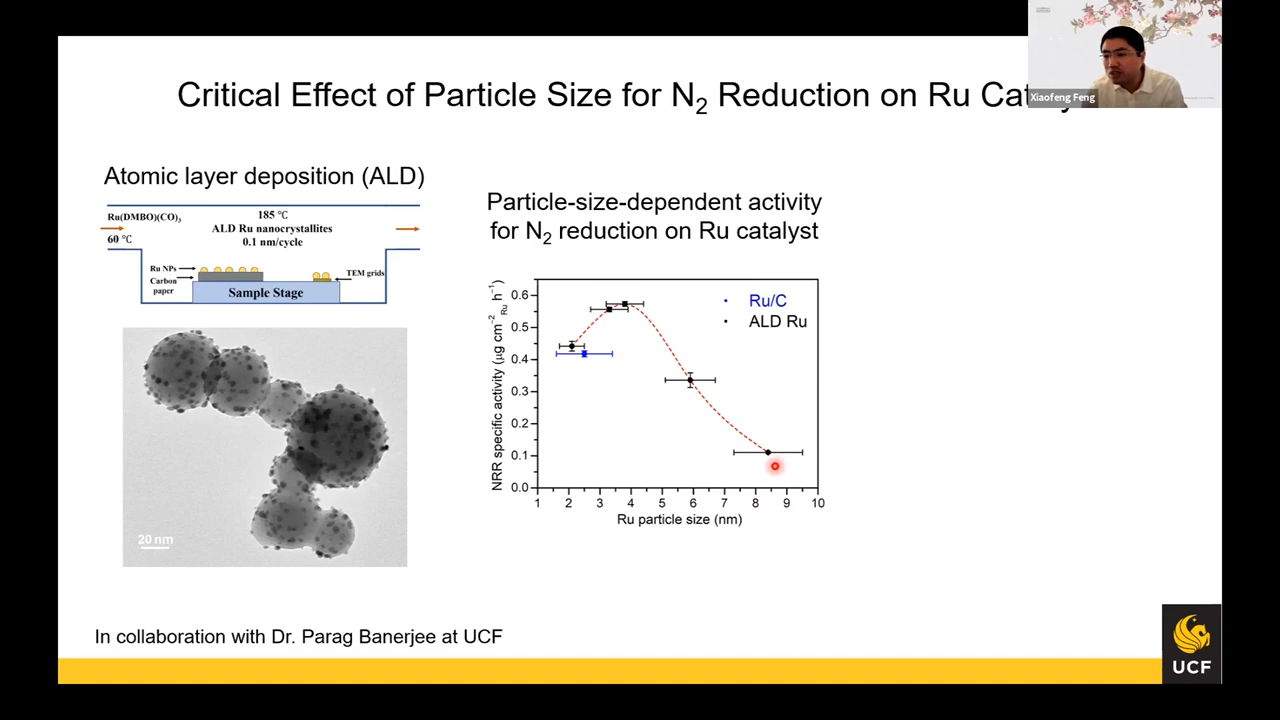 Critical Effect of Particle Size for N₂ Reduction on Ru
Xiaofeng Feng
Atomic layer deposition (ALD)
Ru(DMBO)(CO)₃
60 ℃
185 ℃
ALD Ru nanocrystallites
0.1 nm/cycle
Ru NPs
Carbon
paper
TEM grids
Sample Stage
20 nm
Particle-size-dependent activity
for N₂ reduction on Ru catalyst
NRR specific activity (μg cm⁻²Ru h⁻¹)
0.6
0.5
0.4
0.3
0.2
0.1
0.0
Ru/C
ALD Ru
1 2 3 4 5 6 7 8 9 10
Ru particle size (nm)
In collaboration with Dr. Parag Banerjee at UCF
UCF